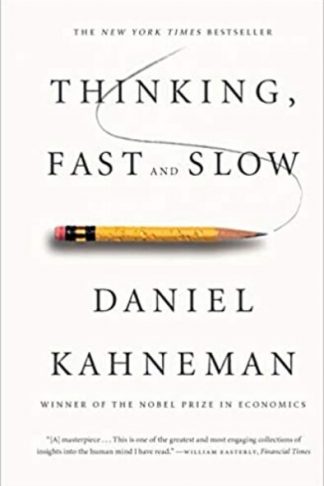 THE NEW YORK TIMES BESTSELLER
THINKING,
FAST AND SLOW
DANIEL
KAHNEMAN
WINNER OF THE NOBEL PRIZE IN ECONOMICS
"[A] masterpiece . . . This is one of the greatest and most engaging collections of
insights into the human mind I have read." —WILLIAM EASTERLY, Financial Times